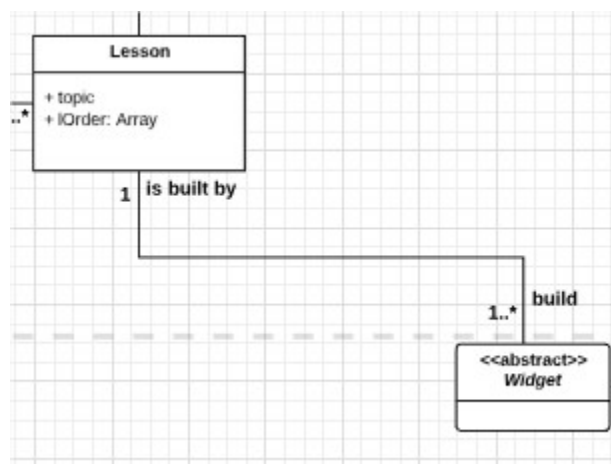 Lesson
+ topic
+ lOrder: Array
..*
1
is built by
build
1..*
<<abstract>>
Widget